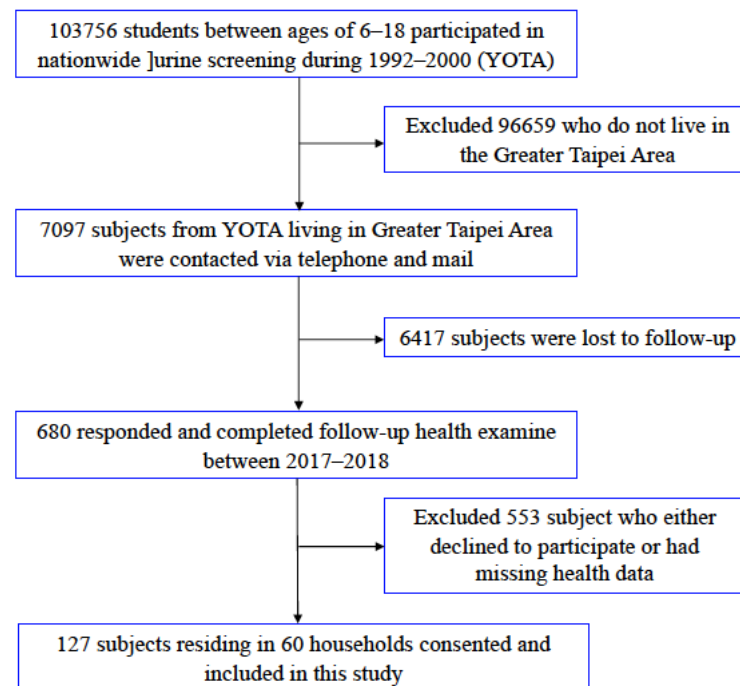 103756 students between ages of 6–18 participated in
nationwide ]urine screening during 1992–2000 (YOTA)
Excluded 96659 who do not live in
the Greater Taipei Area
7097 subjects from YOTA living in Greater Taipei Area
were contacted via telephone and mail
6417 subjects were lost to follow-up
680 responded and completed follow-up health examine
between 2017–2018
Excluded 553 subject who either
declined to participate or had
missing health data
127 subjects residing in 60 households consented and
included in this study